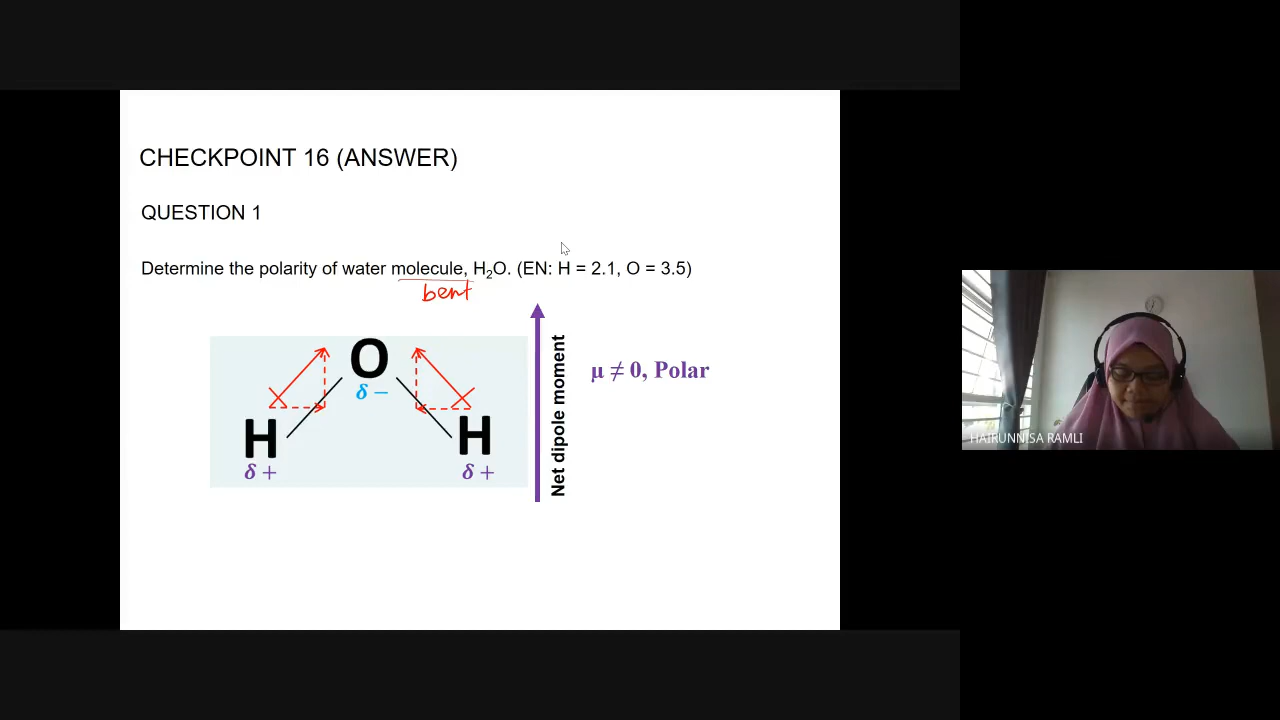 CHECKPOINT 16 (ANSWER)
QUESTION 1
Determine the polarity of water molecule, H₂O. (EN: H = 2.1, O = 3.5)
bent
O
δ −
H
δ +
H
δ +
Net dipole moment
μ ≠ 0, Polar
HAIRUNNISA RAMLI